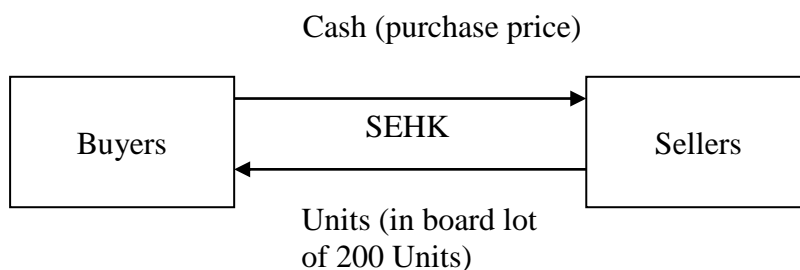 Cash (purchase price)
Buyers
SEHK
Sellers
Units (in board lot
of 200 Units)